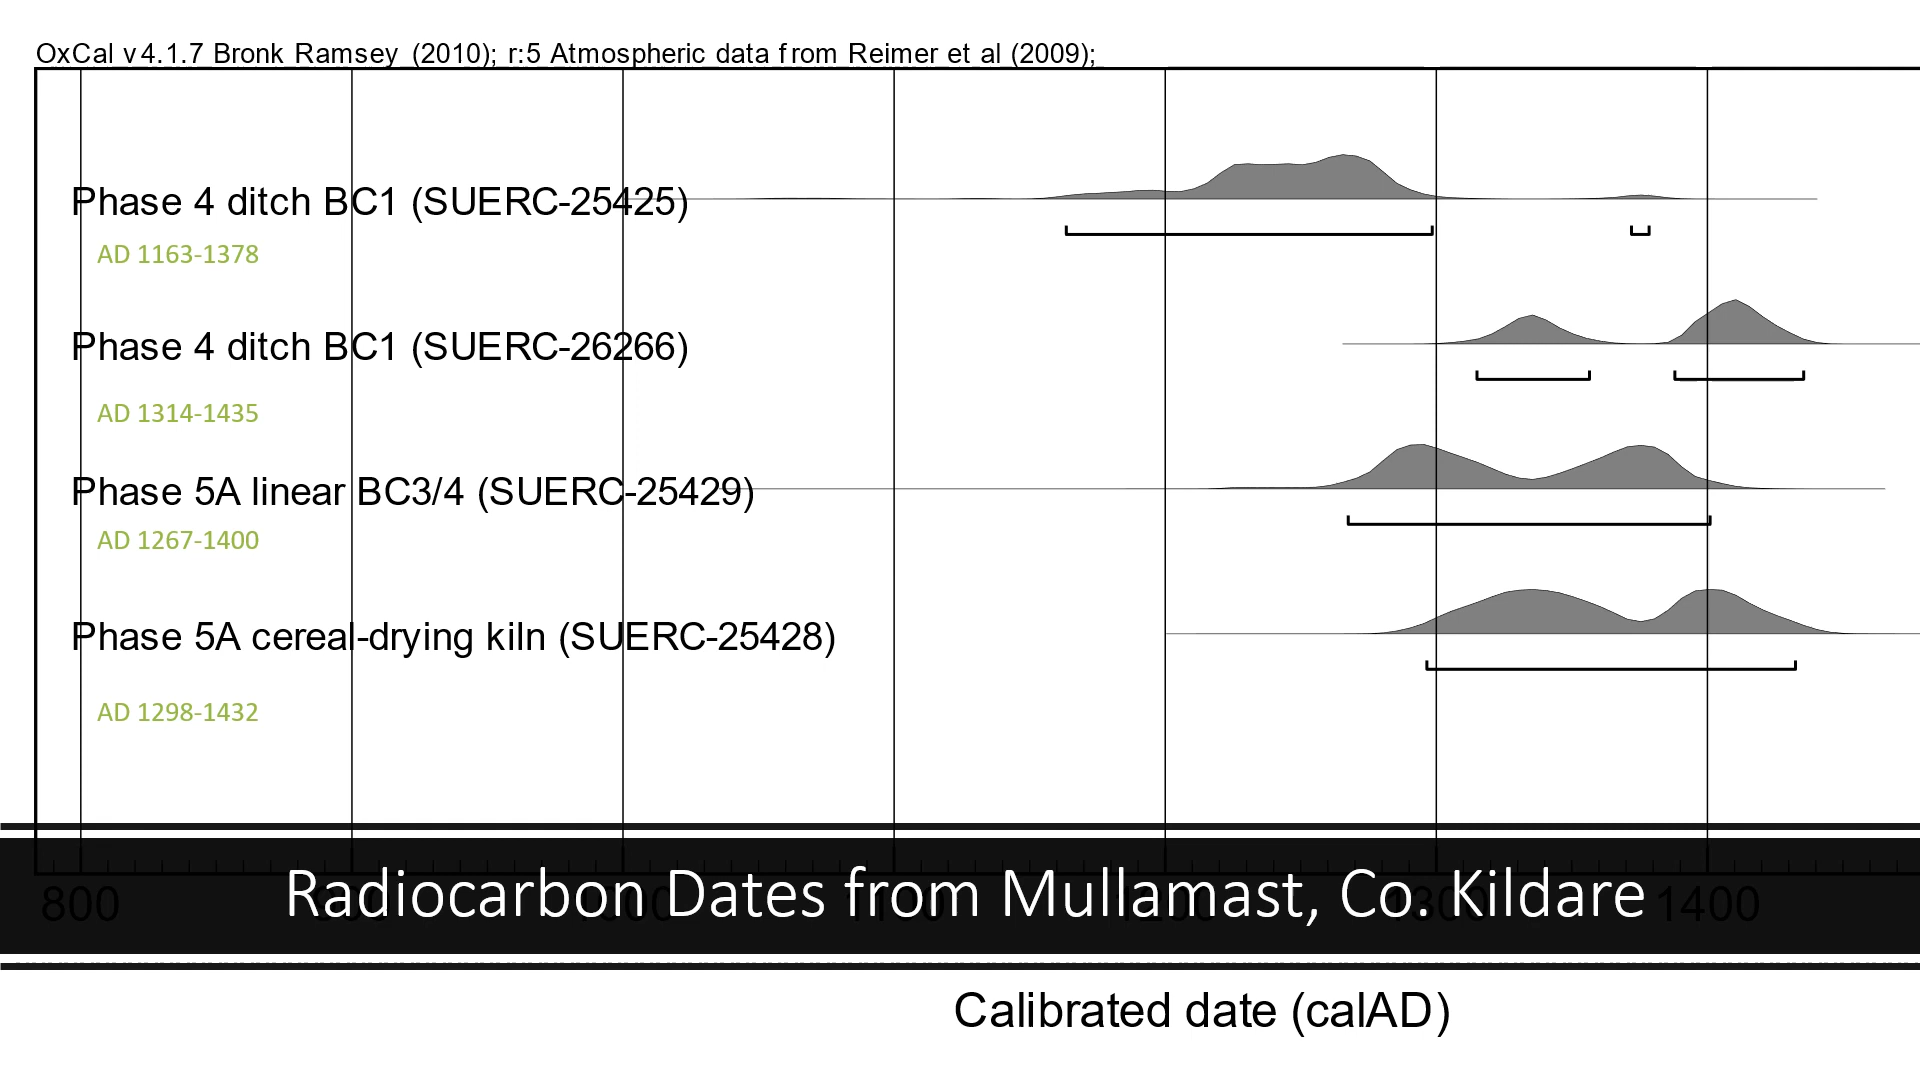 OxCal v4.1.7 Bronk Ramsey (2010); r:5 Atmospheric data from Reimer et al (2009);
Phase 4 ditch BC1 (SUERC-25425)
AD 1163-1378
Phase 4 ditch BC1 (SUERC-26266)
AD 1314-1435
Phase 5A linear BC3/4 (SUERC-25429)
AD 1267-1400
Phase 5A cereal-drying kiln (SUERC-25428)
AD 1298-1432
800 1100 1200 1300 1400
Radiocarbon Dates from Mullamast, Co. Kildare
Calibrated date (calAD)